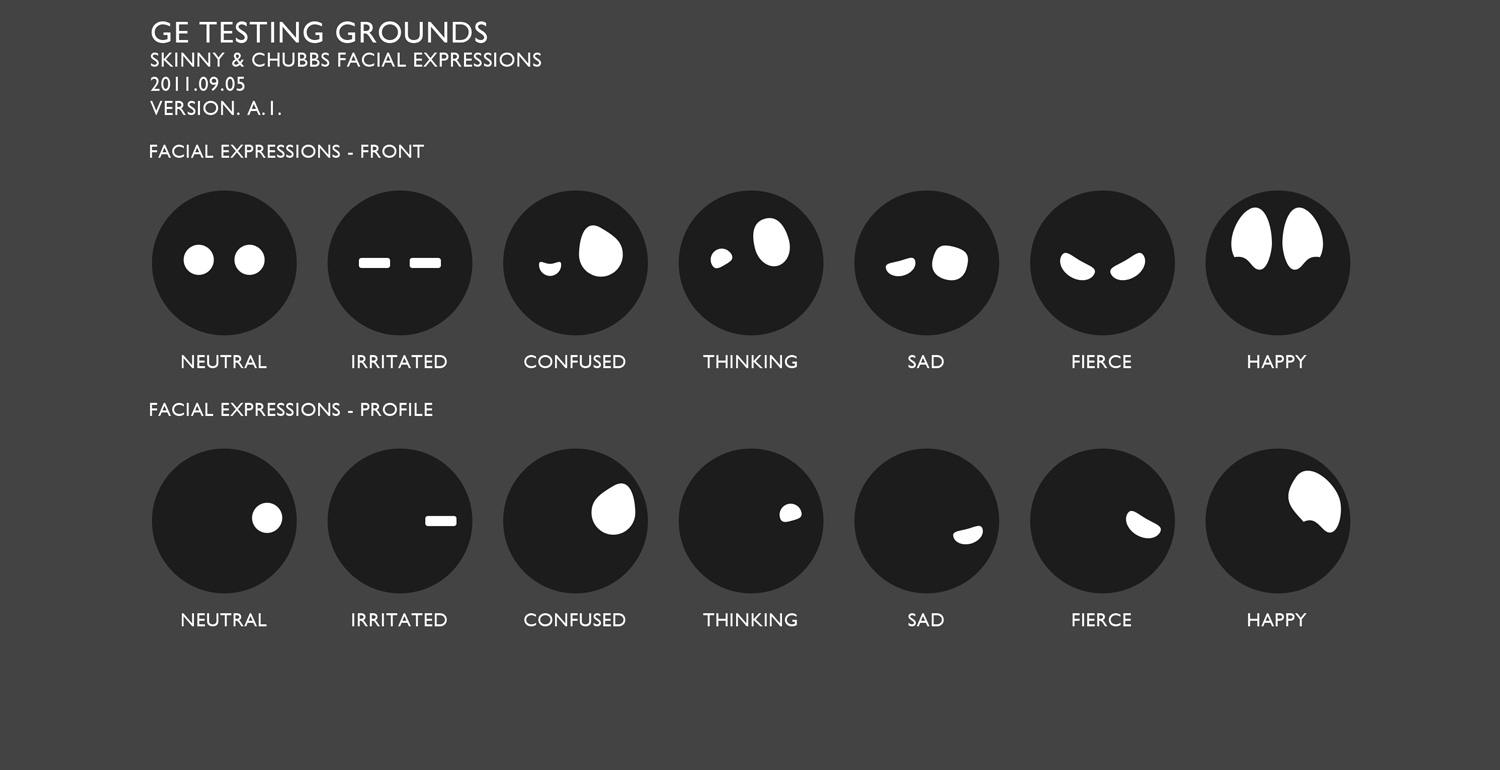 GE TESTING GROUNDS
SKINNY & CHUBBS FACIAL EXPRESSIONS
2011.09.05
VERSION. A.1.
FACIAL EXPRESSIONS - FRONT
NEUTRAL IRRITATED CONFUSED THINKING SAD FIERCE HAPPY
FACIAL EXPRESSIONS - PROFILE
NEUTRAL IRRITATED CONFUSED THINKING SAD FIERCE HAPPY